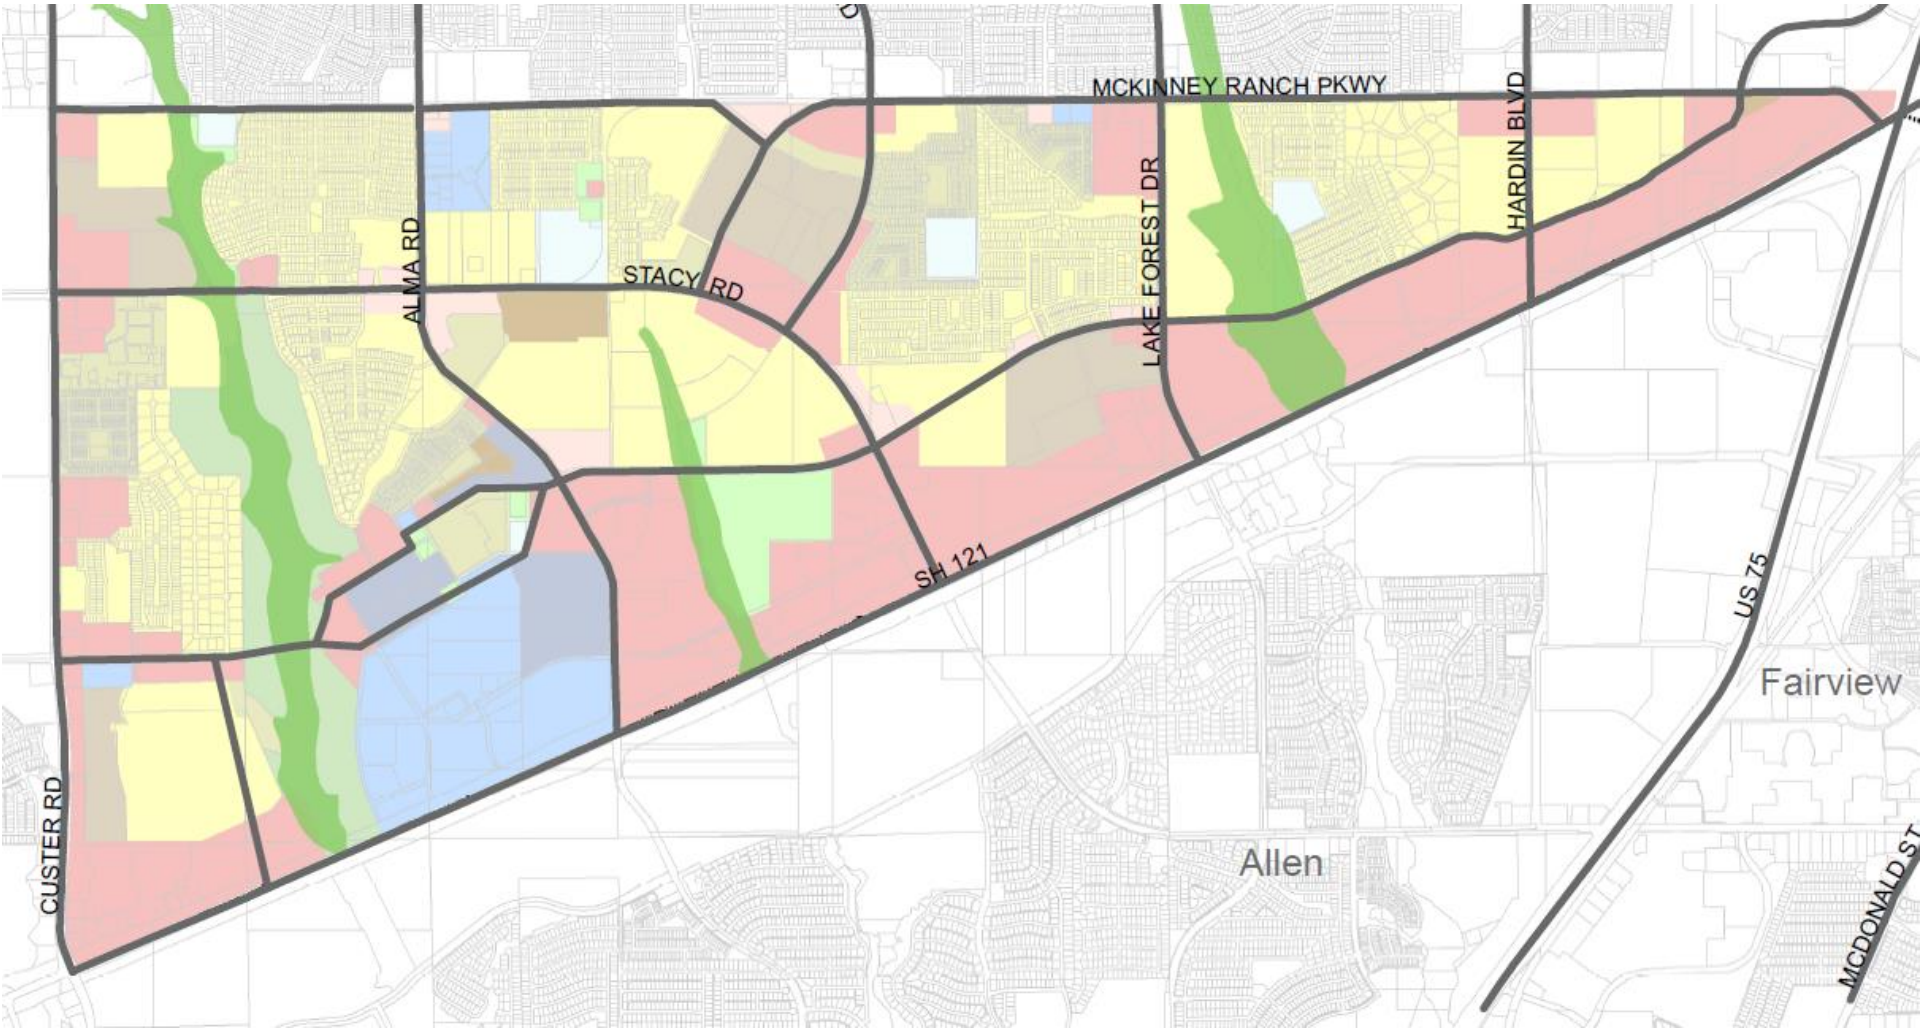 MCKINNEY RANCH PKWY
HARDIN BLVD
LAKE FOREST DR
ALMA RD
STACY RD
SH 121
US 75
Fairview
CUSTER RD
Allen
MCDONALD ST